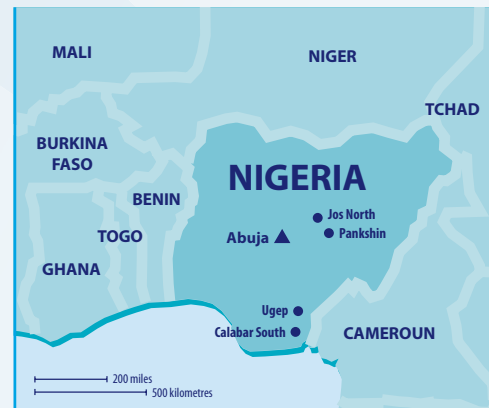 MALI
NIGER
TCHAD
BURKINA
FASO
NIGERIA
BENIN
Jos North
Pankshin
Abuja
TOGO
GHANA
Ugep
Calabar South
CAMEROUN
200 miles
500 kilometres